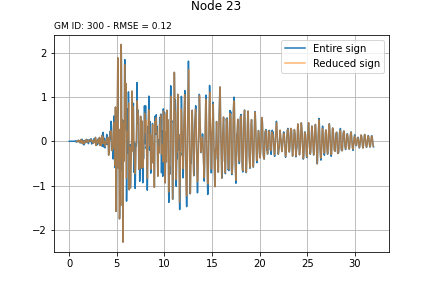 Node 23
GM ID: 300 - RMSE = 0.12
Entire sign
Reduced sign
2
1
0
−1
−2
0 5 10 15 20 25 30